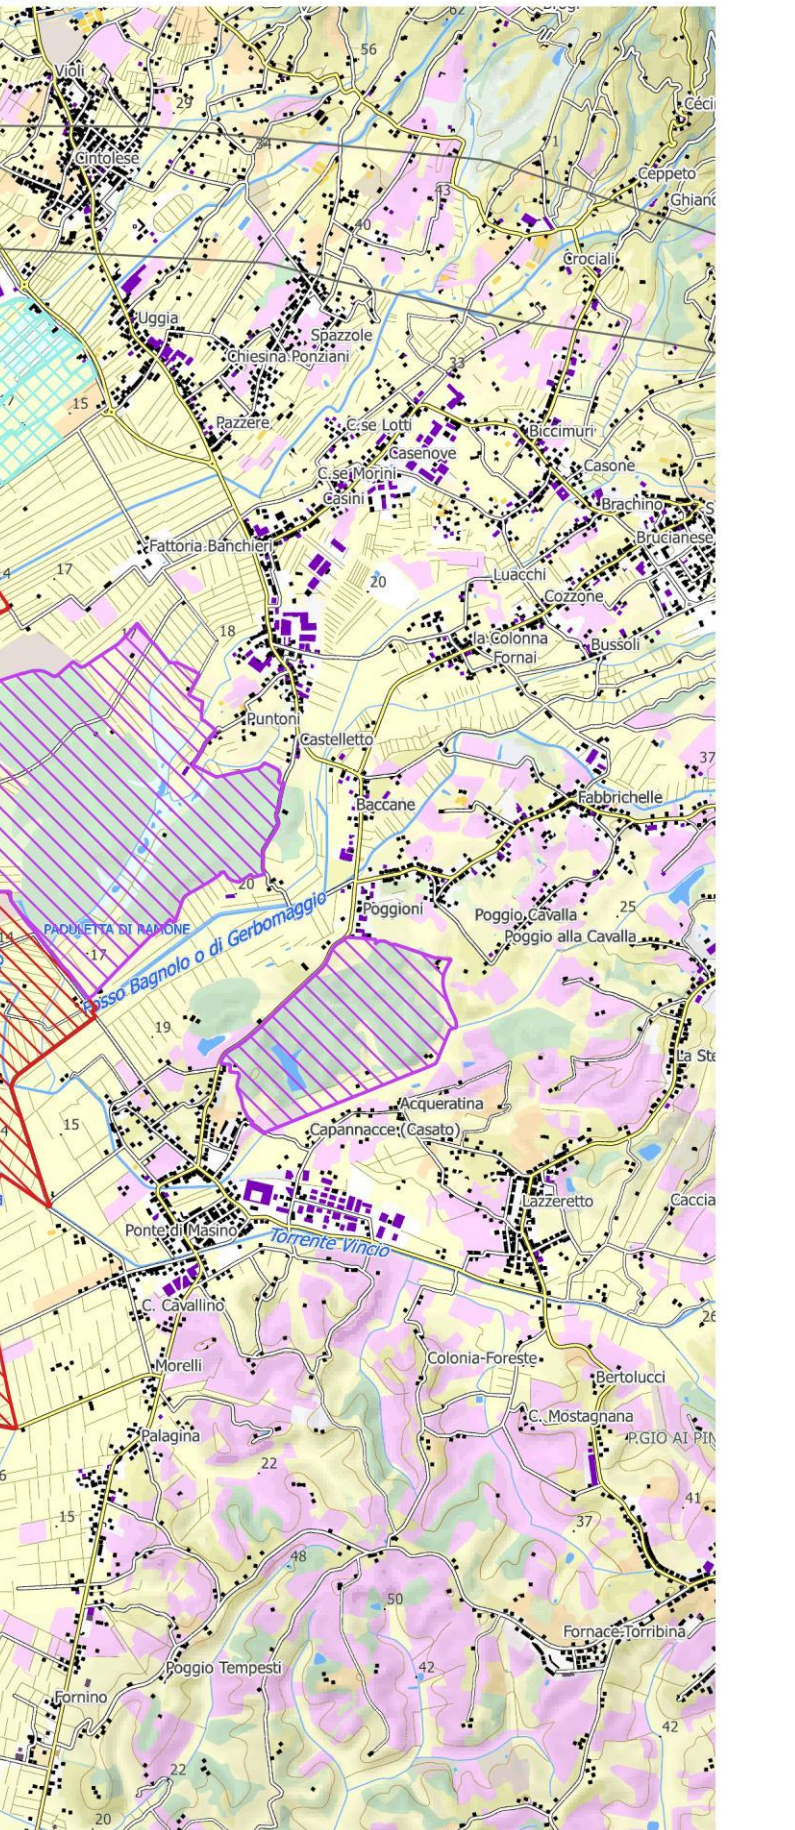 62
56
Violi
29
34
Cintolese
71
Ceppeto
43
40
Crociali
Uggia
Spazzole
Chiesina Ponziani
33
15
Pazzere
C.se Lotti
Biccimuri
Casenove
Casone
C.se Morini
Casini
Brachino
Brucianese
Fattoria Banchieri
17
20
Luacchi
Cozzone
17
18
la Colonna
Fornai
Bussoli
Puntoni
Castelletto
37
Fabbrichelle
Baccane
20
Poggioni
25
Poggio Cavalla
PADULETTA DI RAMONE
Poggio alla Cavalla
14
17
Fosso Bagnolo o di Gerbomaggio
19
La Ste
Acqueratina
15
Capannacce (Casato)
Lazzeretto
Caccia
Ponte di Masino
Torrente Vincio
C. Cavallino
26
Colonia-Foreste
Morelli
Bertolucci
C. Mostagnana
Palagina
P.GIO AI PIN
22
41
15
37
48
50
Fornace-Torribina
Poggio Tempesti
42
Fornino
42
22
20